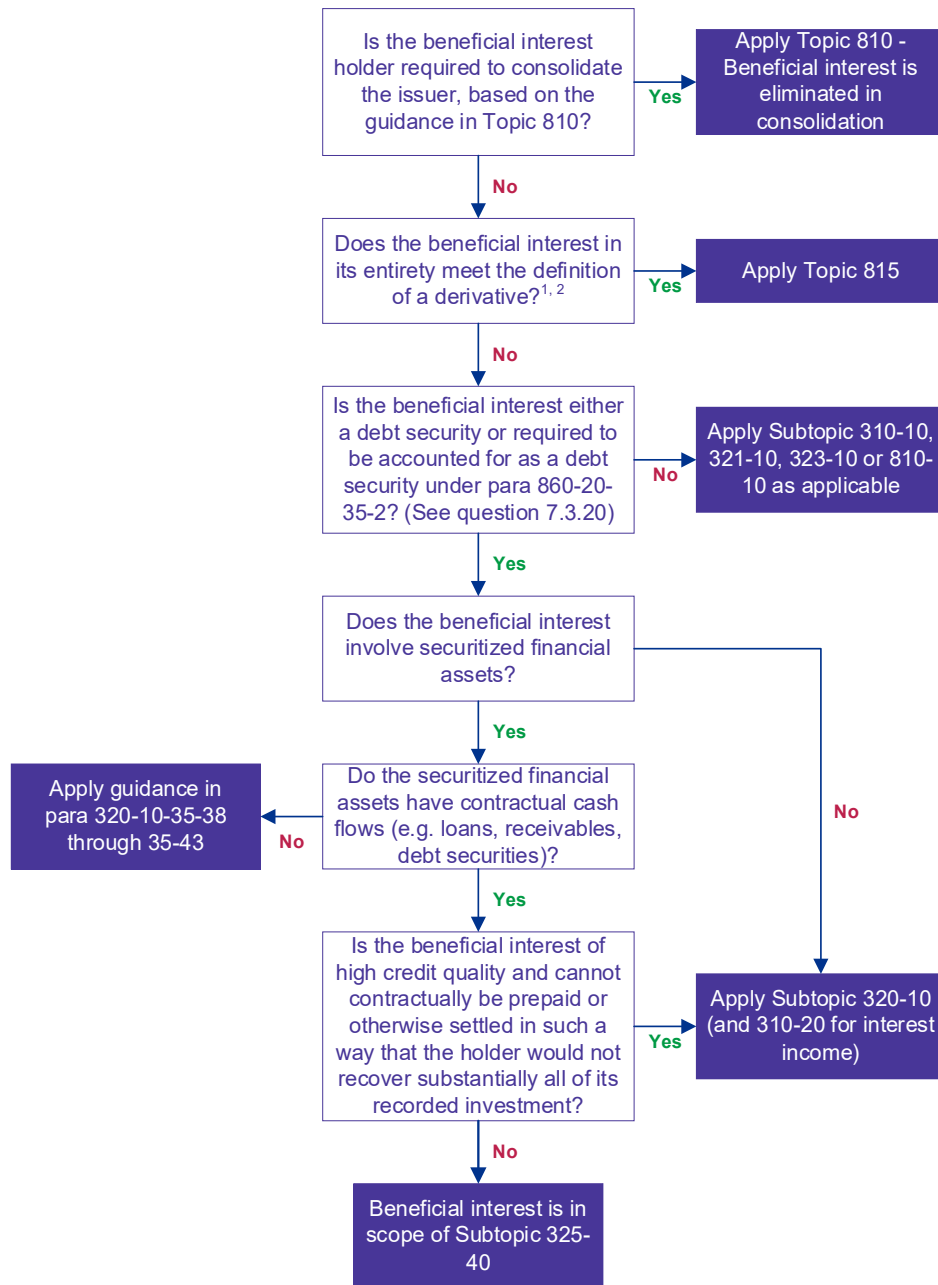 Is the beneficial interest
holder required to consolidate
the issuer, based on the
guidance in Topic 810?
Yes
Apply Topic 810 -
Beneficial interest is
eliminated in
consolidation
No
Does the beneficial interest in
its entirety meet the definition
of a derivative?1, 2
Yes
Apply Topic 815
No
Is the beneficial interest either
a debt security or required to
be accounted for as a debt
security under para 860-20-
35-2? (See question 7.3.20)
No
Apply Subtopic 310-10,
321-10, 323-10 or 810-
10 as applicable
Yes
Does the beneficial interest
involve securitized financial
assets?
No
Yes
Do the securitized financial
assets have contractual cash
flows (e.g. loans, receivables,
debt securities)?
No
Apply guidance in
para 320-10-35-38
through 35-43
Yes
Is the beneficial interest of
high credit quality and cannot
contractually be prepaid or
otherwise settled in such a
way that the holder would not
recover substantially all of its
recorded investment?
Yes
Apply Subtopic 320-10
(and 310-20 for interest
income)
No
Beneficial interest is in
scope of Subtopic 325-
40